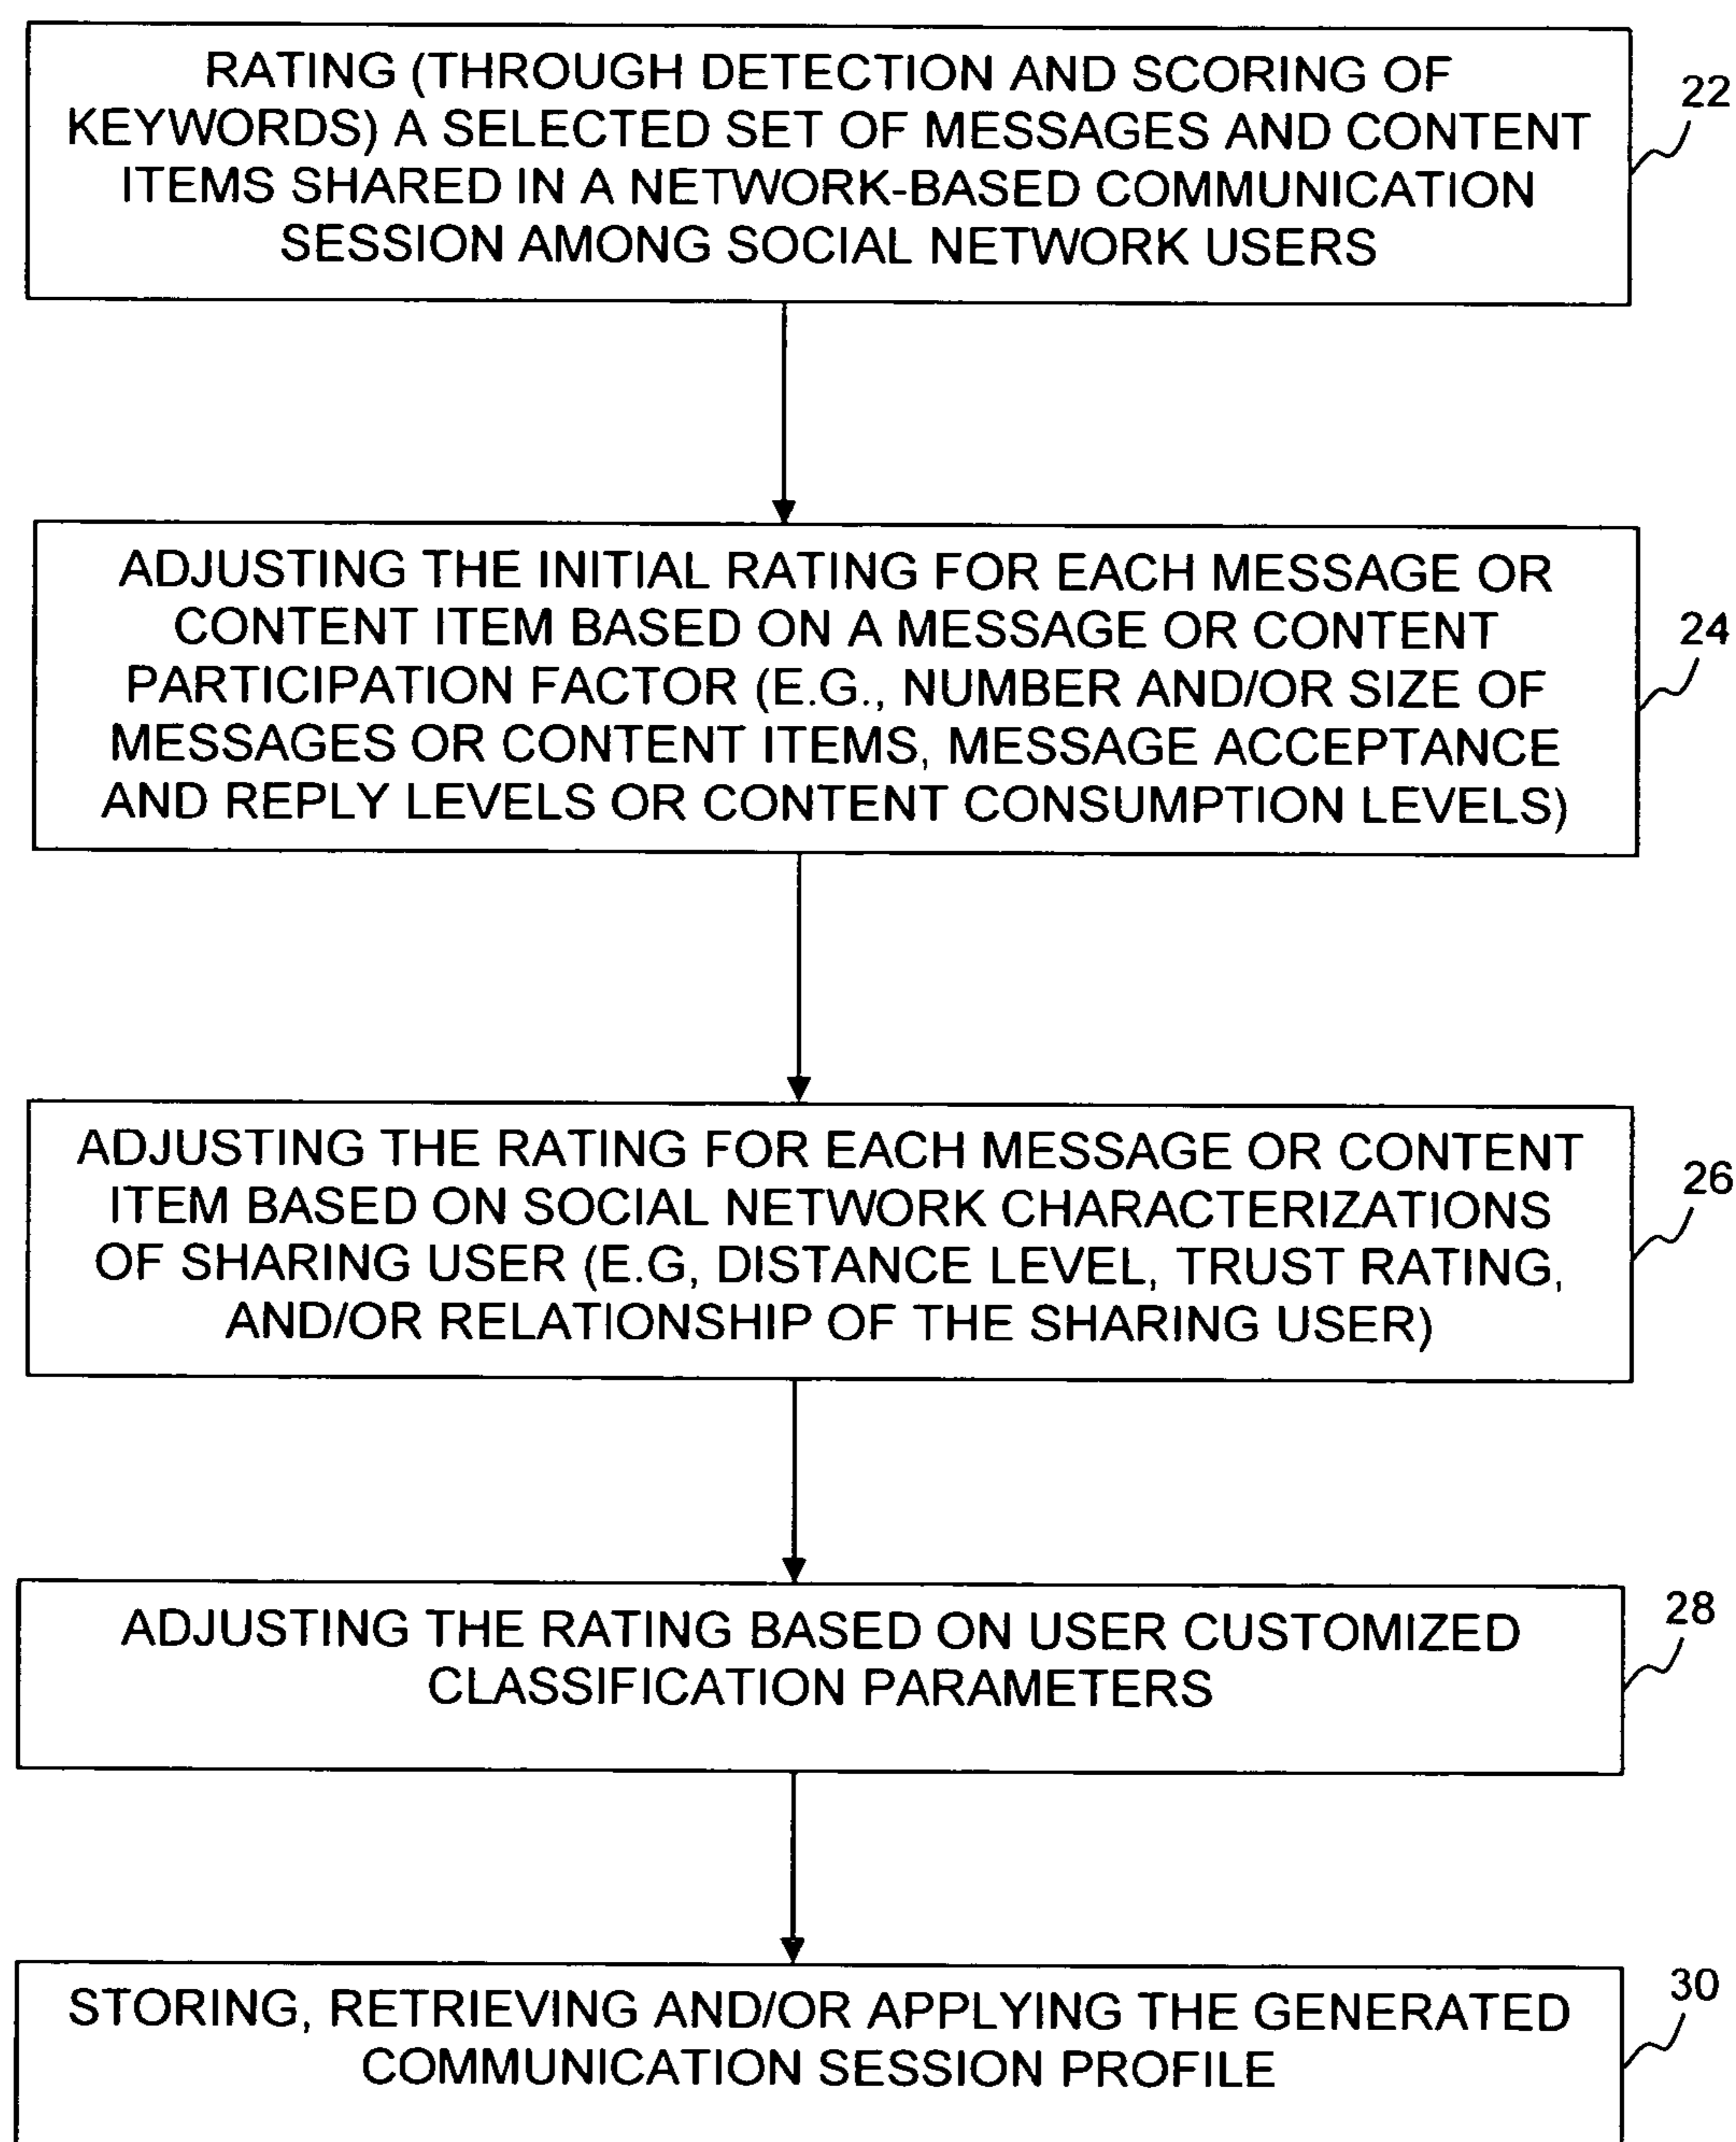 RATING (THROUGH DETECTION AND SCORING OF
KEYWORDS) A SELECTED SET OF MESSAGES AND CONTENT
ITEMS SHARED IN A NETWORK-BASED COMMUNICATION
SESSION AMONG SOCIAL NETWORK USERS
22
ADJUSTING THE INITIAL RATING FOR EACH MESSAGE OR
CONTENT ITEM BASED ON A MESSAGE OR CONTENT
PARTICIPATION FACTOR (E.G., NUMBER AND/OR SIZE OF
MESSAGES OR CONTENT ITEMS, MESSAGE ACCEPTANCE
AND REPLY LEVELS OR CONTENT CONSUMPTION LEVELS)
24
ADJUSTING THE RATING FOR EACH MESSAGE OR CONTENT
ITEM BASED ON SOCIAL NETWORK CHARACTERIZATIONS
OF SHARING USER (E.G, DISTANCE LEVEL, TRUST RATING,
AND/OR RELATIONSHIP OF THE SHARING USER)
26
ADJUSTING THE RATING BASED ON USER CUSTOMIZED
CLASSIFICATION PARAMETERS
28
STORING, RETRIEVING AND/OR APPLYING THE GENERATED
COMMUNICATION SESSION PROFILE
30